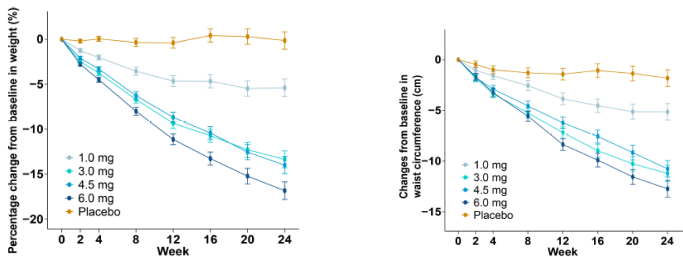 Percentage change from baseline in weight (%)
0
−5
−10
−15
−20
1.0 mg
3.0 mg
4.5 mg
6.0 mg
Placebo
0 2 4 8 12 16 20 24
Week
Changes from baseline in
waist circumference (cm)
0
−5
−10
−15
1.0 mg
3.0 mg
4.5 mg
6.0 mg
Placebo
0 2 4 8 12 16 20 24
Week